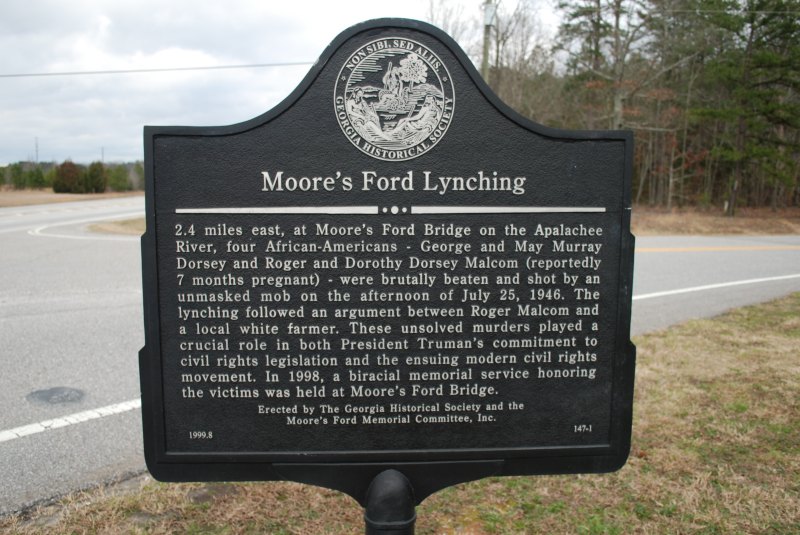 NON SIBI, SED ALIIS.
GEORGIA HISTORICAL SOCIETY
Moore's Ford Lynching
2.4 miles east, at Moore's Ford Bridge on the Apalachee
River, four African-Americans - George and May Murray
Dorsey and Roger and Dorothy Dorsey Malcom (reportedly
7 months pregnant) - were brutally beaten and shot by an
unmasked mob on the afternoon of July 25, 1946. The
lynching followed an argument between Roger Malcom and
a local white farmer. These unsolved murders played a
crucial role in both President Truman's commitment to
civil rights legislation and the ensuing modern civil rights
movement. In 1998, a biracial memorial service honoring
the victims was held at Moore's Ford Bridge.
Erected by The Georgia Historical Society and the
Moore's Ford Memorial Committee, Inc.
1999.8
147-1